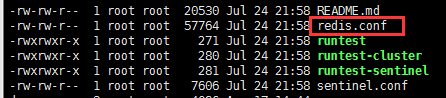 -rw-rw-r-- 1 root root 20530 Jul 24 21:58 README.md
-rw-rw-r-- 1 root root 57764 Jul 24 21:58 redis.conf
-rwxrwxr-x 1 root root 271 Jul 24 21:58 runtest
-rwxrwxr-x 1 root root 280 Jul 24 21:58 runtest-cluster
-rwxrwxr-x 1 root root 281 Jul 24 21:58 runtest-sentinel
-rw-rw-r-- 1 root root 7606 Jul 24 21:58 sentinel.conf